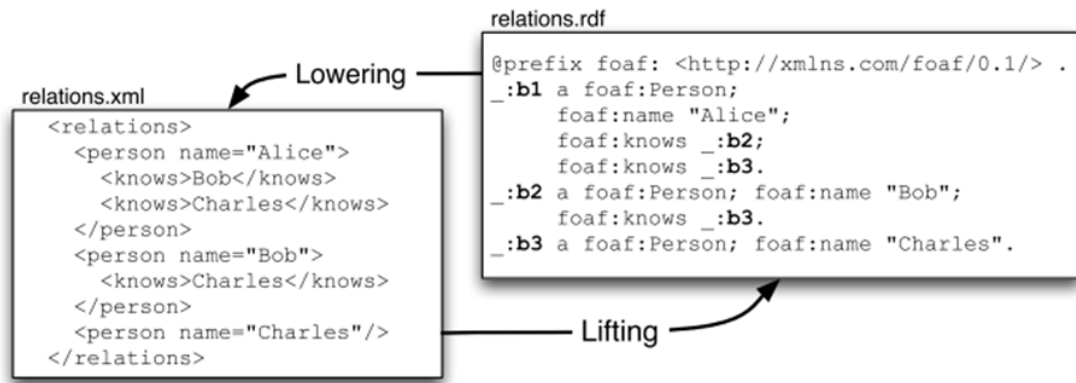 relations.rdf
@prefix foaf: <http://xmlns.com/foaf/0.1/> .
_:b1 a foaf:Person;
foaf:name "Alice";
foaf:knows _:b2;
foaf:knows _:b3.
_:b2 a foaf:Person; foaf:name "Bob";
foaf:knows _:b3.
_:b3 a foaf:Person; foaf:name "Charles".
Lowering
relations.xml
<relations>
<person name="Alice">
<knows>Bob</knows>
<knows>Charles</knows>
</person>
<person name="Bob">
<knows>Charles</knows>
</person>
<person name="Charles"/>
</relations>
Lifting